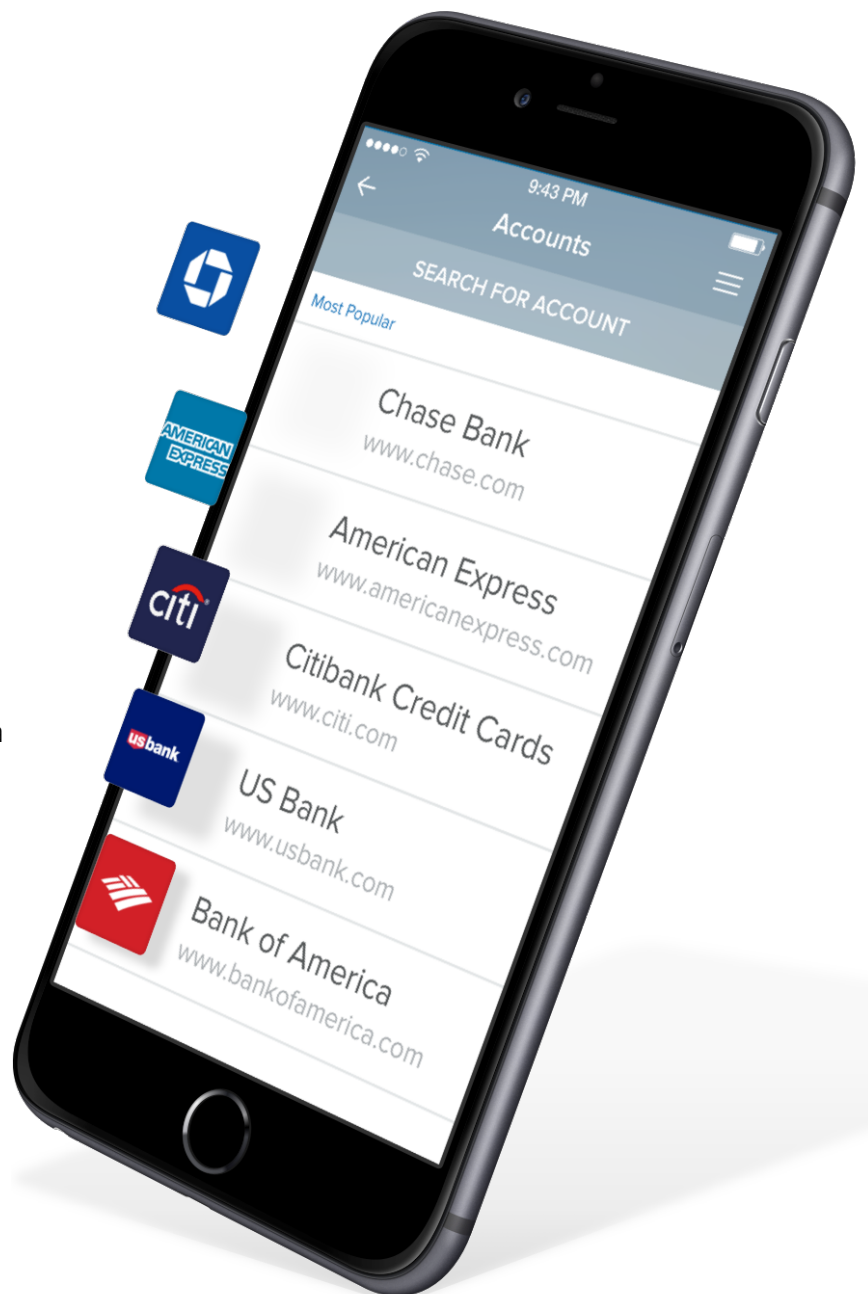 9:43 PM
Accounts
SEARCH FOR ACCOUNT
Most Popular
Chase Bank
www.chase.com
AMERICAN
EXPRESS
American Express
www.americanexpress.com
citi
Citibank Credit Cards
www.citi.com
usbank
US Bank
www.usbank.com
Bank of America
www.bankofamerica.com